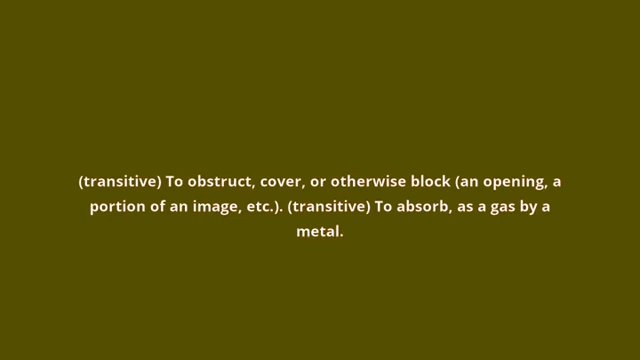 (transitive) To obstruct, cover, or otherwise block (an opening, a
portion of an image, etc.). (transitive) To absorb, as a gas by a
metal.